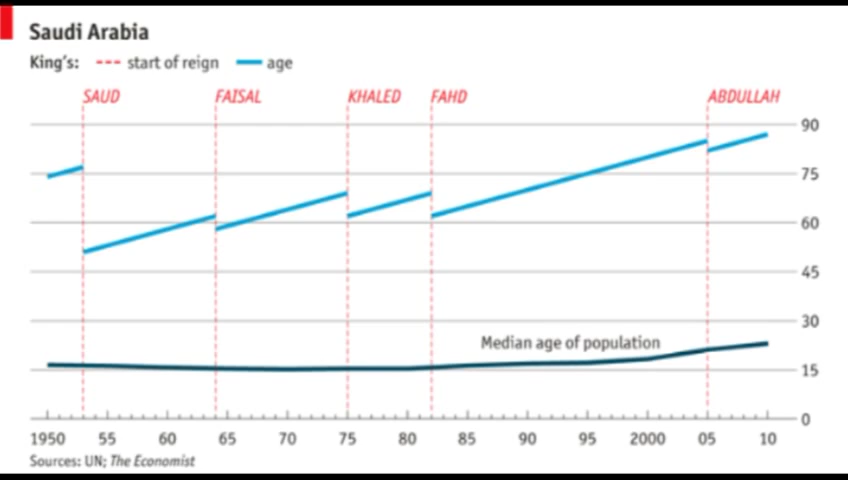 Saudi Arabia
King's: start of reign age
SAUD FAISAL KHALED FAHD ABDULLAH
90
75
60
45
30
Median age of population
15
0
1950 55 60 65 70 75 80 85 90 95 2000 05 10
Sources: UN; The Economist